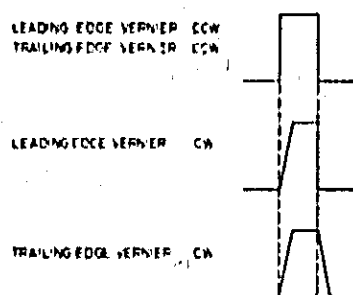 LEADING EDGE VERNIER CCW
TRAILING EDGE VERNIER CCW
LEADING EDGE VERNIER CW
TRAILING EDGE VERNIER CW